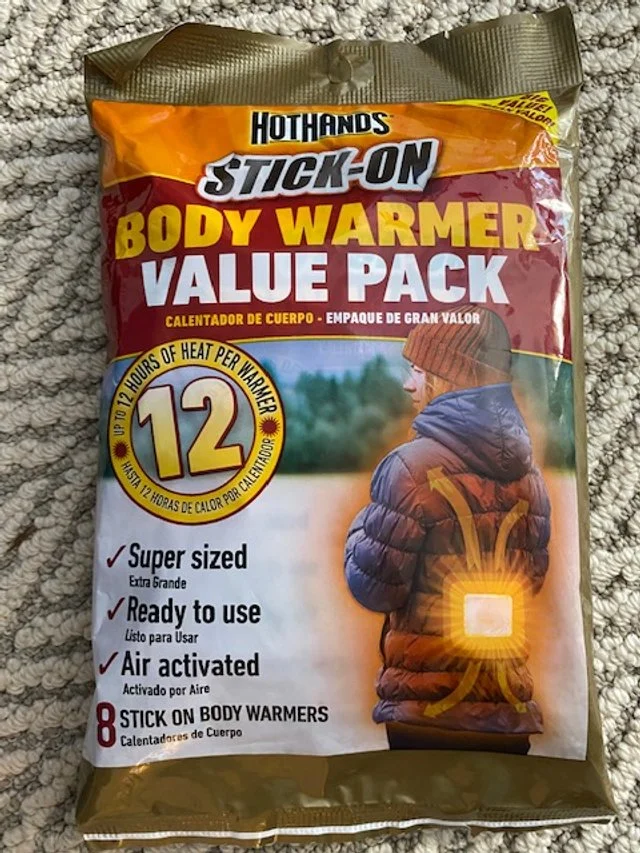 VALUE!
HOTHANDS
STICK-ON
BODY WARMER
VALUE PACK
CALENTADOR DE CUERPO - EMPAQUE DE GRAN VALOR
UP TO 12 HOURS OF HEAT PER WARMER
12
HASTA 12 HORAS DE CALOR POR CALENTADOR
✓ Super sized
Extra Grande
✓ Ready to use
Listo para Usar
✓ Air activated
Activado por Aire
8 STICK ON BODY WARMERS
Calentadores de Cuerpo